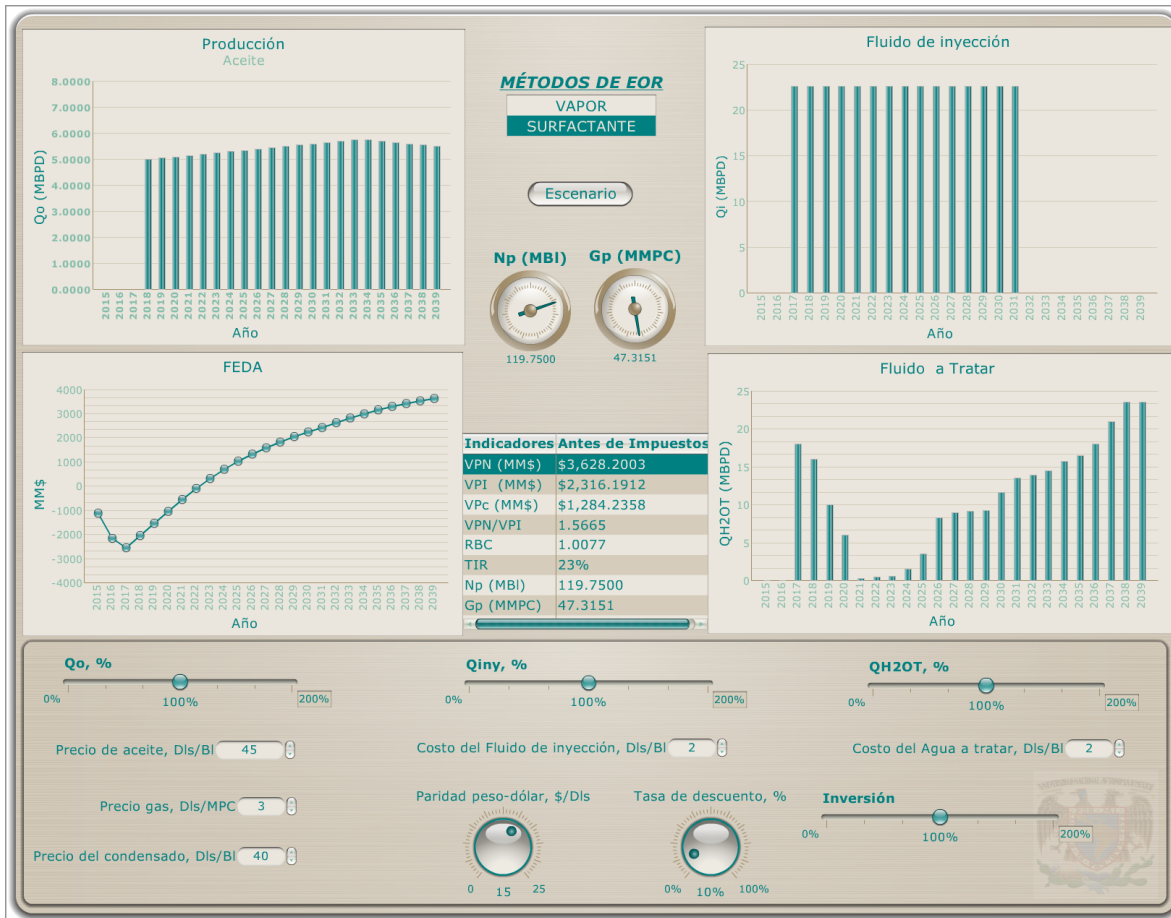 Producción
Aceite
8.0000
7.0000
6.0000
5.0000
4.0000
3.0000
2.0000
1.0000
0.0000
Qo (MBPD)
2015 2016 2017 2018 2019 2020 2021 2022 2023 2024 2025 2026 2027 2028 2029 2030 2031 2032 2033 2034 2035 2036 2037 2038 2039
Año
MÉTODOS DE EOR
VAPOR
SURFACTANTE
Escenario
Np (MBl) Gp (MMPC)
119.7500 47.3151
Fluido de inyección
25
20
15
20
5
0
Qi (MBPD)
2015 2016 2017 2018 2019 2020 2021 2022 2023 2024 2025 2026 2027 2028 2029 2030 2031 2032 2033 2034 2035 2036 2037 2038 2039
Año
FEDA
4000
3000
2000
1000
0
-1000
-2000
-3000
-4000
MM$
2015 2016 2017 2018 2019 2020 2021 2022 2023 2024 2025 2026 2027 2028 2029 2030 2031 2032 2033 2034 2035 2036 2037 2038 2039
Año
Indicadores Antes de Impuestos
VPN (MM$) $3,628.2003
VPI (MM$) $2,316.1912
VPc (MM$) $1,284.2358
VPN/VPI 1.5665
RBC 1.0077
TIR 23%
Np (MBl) 119.7500
Gp (MMPC) 47.3151
Fluido a Tratar
25
20
15
10
5
0
QH2OT (MBPD)
2015 2016 2017 2018 2019 2020 2021 2022 2023 2024 2025 2026 2027 2028 2029 2030 2031 2032 2033 2034 2035 2036 2037 2038 2039
Año
Qo, %
0% 100% 200%
Qiny, %
0% 100% 200%
QH2OT, %
0% 100% 200%
Precio de aceite, Dls/Bl 45
Costo del Fluido de inyección, Dls/Bl 2
Costo del Agua a tratar, Dls/Bl 2
Precio gas, Dls/MPC 3
Precio del condensado, Dls/Bl 40
Paridad peso-dólar, $/Dls
0 15 25
Tasa de descuento, %
0% 10% 100%
Inversión
0% 100% 200%